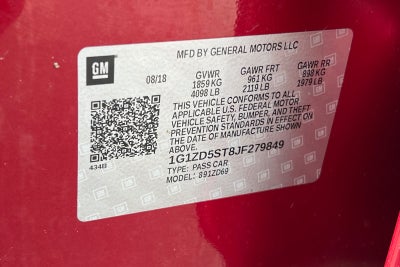 MFD BY GENERAL MOTORS LLC
GM
08/18 GVWR GAWR FRT GAWR RR
1859 KG 961 KG 898 KG
4098 LB 2119 LB 1979 LB
THIS VEHICLE CONFORMS TO ALL
APPLICABLE U.S. FEDERAL MOTOR
VEHICLE SAFETY, BUMPER, AND THEFT
PREVENTION STANDARDS IN EFFECT ON
THE DATE OF MANUFACTURE SHOWN
ABOVE.
434B
1G1ZD5ST8JF279849
TYPE: PASS CAR
MODEL: 891ZD69